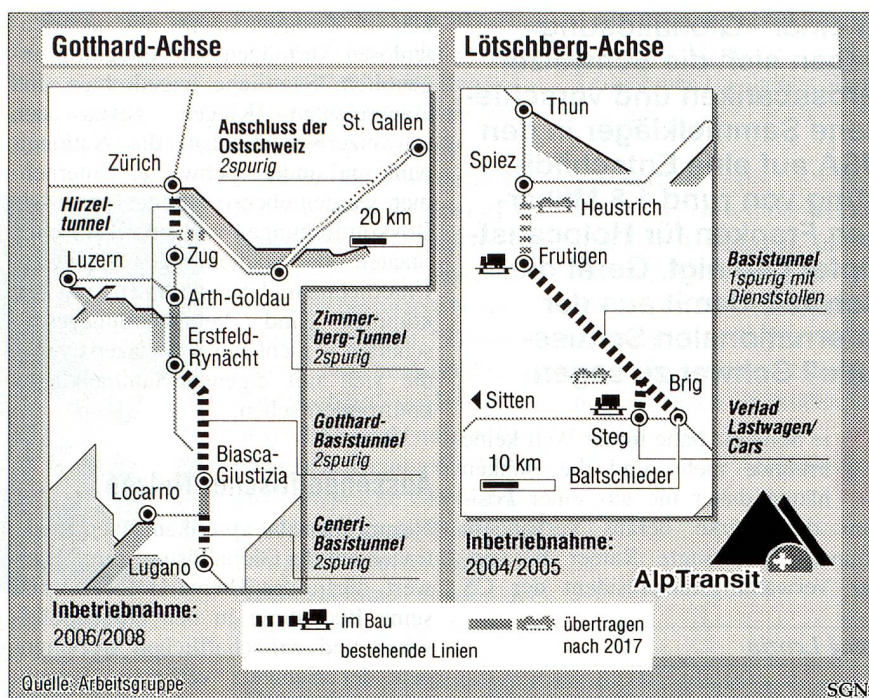 Gotthard-Achse
Anschluss der
Ostschweiz
2spurig
St. Gallen
Zürich
20 km
Hirzel-
tunnel
Luzern
Zug
Arth-Goldau
Erstfeld-
Rynächt
Zimmer-
berg-Tunnel
2spurig
Gotthard-
Basistunnel
2spurig
Biasca-
Giustizia
Locarno
Ceneri-
Basistunnel
2spurig
Lugano
Inbetriebnahme:
2006/2008
Lötschberg-Achse
Thun
Spiez
Heustrich
Frutigen
Basistunnel
1spurig mit
Dienststollen
Brig
Sitten
Steg
Verlad
Lastwagen/
Cars
10 km
Baltschieder
Inbetriebnahme:
2004/2005
AlpTransit
im Bau
bestehende Linien
übertragen
nach 2017
Quelle: Arbeitsgruppe
SGN